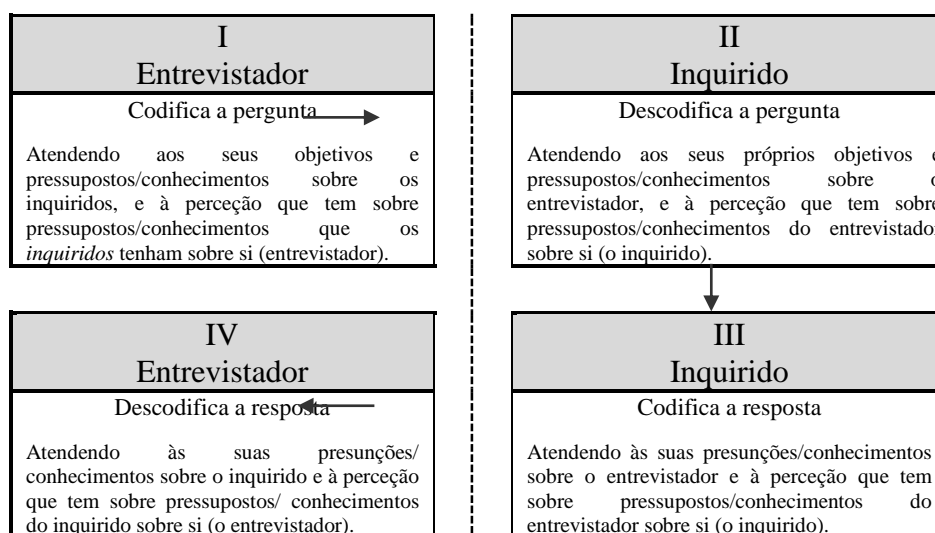 I
Entrevistador
Codifica a pergunta
Atendendo aos seus objetivos e
pressupostos/conhecimentos sobre os
inquiridos, e à perceção que tem sobre
pressupostos/conhecimentos que os
inquiridos tenham sobre si (entrevistador).
II
Inquirido
Descodifica a pergunta
Atendendo aos seus próprios objetivos e
pressupostos/conhecimentos sobre o
entrevistador, e à perceção que tem sobre
pressupostos/conhecimentos do entrevistador
sobre si (o inquirido).
III
Inquirido
Codifica a resposta
Atendendo às suas presunções/conhecimentos
sobre o entrevistador e à perceção que tem
sobre pressupostos/conhecimentos do
entrevistador sobre si (o inquirido).
IV
Entrevistador
Descodifica a resposta
Atendendo às suas presunções/
conhecimentos sobre o inquirido e à perceção
que tem sobre pressupostos/ conhecimentos
do inquirido sobre si (o entrevistador).